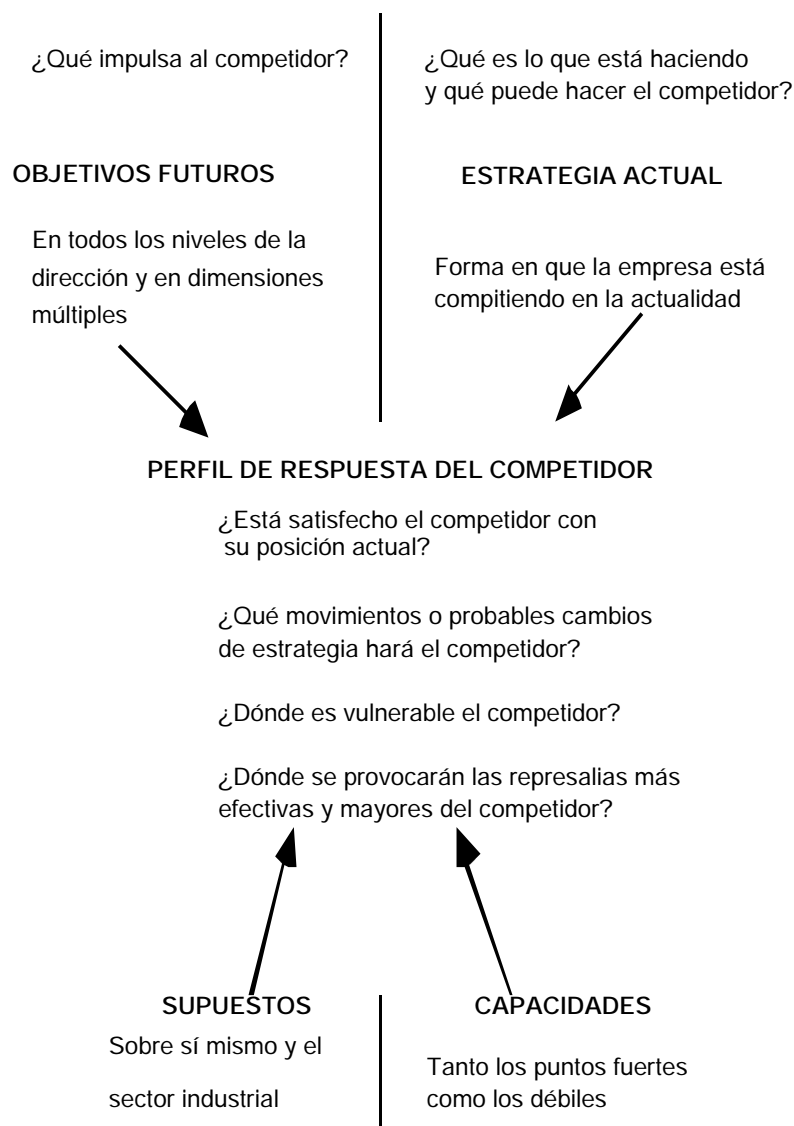 ¿Qué impulsa al competidor?
¿Qué es lo que está haciendo
y qué puede hacer el competidor?
OBJETIVOS FUTUROS
ESTRATEGIA ACTUAL
En todos los niveles de la
dirección y en dimensiones
múltiples
Forma en que la empresa está
compitiendo en la actualidad
PERFIL DE RESPUESTA DEL COMPETIDOR
¿Está satisfecho el competidor con
su posición actual?
¿Qué movimientos o probables cambios
de estrategia hará el competidor?
¿Dónde es vulnerable el competidor?
¿Dónde se provocarán las represalias más
efectivas y mayores del competidor?
SUPUESTOS
Sobre sí mismo y el
sector industrial
CAPACIDADES
Tanto los puntos fuertes
como los débiles